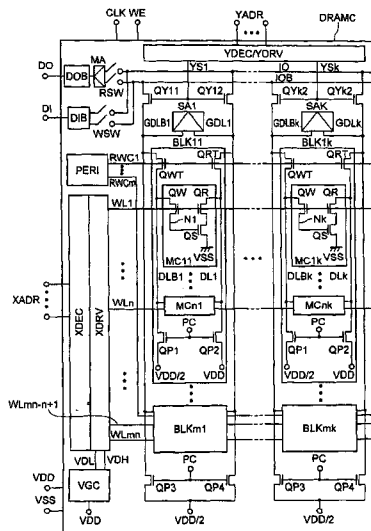 CLK WE YADR DRAMC
YDEC/YDRV
DO DOB MA YS1 IO YSk
RSW IOB
DI DIB QY11 QY12 QYk2 QYk2
SA1 SAK
WSW GDLB1 GDL1 GDLBk GDLk
BLK11 BLK1k
PERI RWC1 QRT QRT
QWT QWT
RWCm
WL1 QW QR QW QR
N1 Nk
QS QS
VSS VSS
MC11 MC1k
DLB1 DL1 DLBk DLk
XADR XDEC XDRV
WLn MCn1 MCnk
PC PC
QP1 QP2 QP1 QP2
VDD/2 VDD VDD/2 VDD
WLmn-n+1
WLmn BLKm1 BLKmk
VDL VDH
PC PC
VDD VGC
VSS QP3 QP4 QP3 QP4
VDD VDD/2 VDD/2